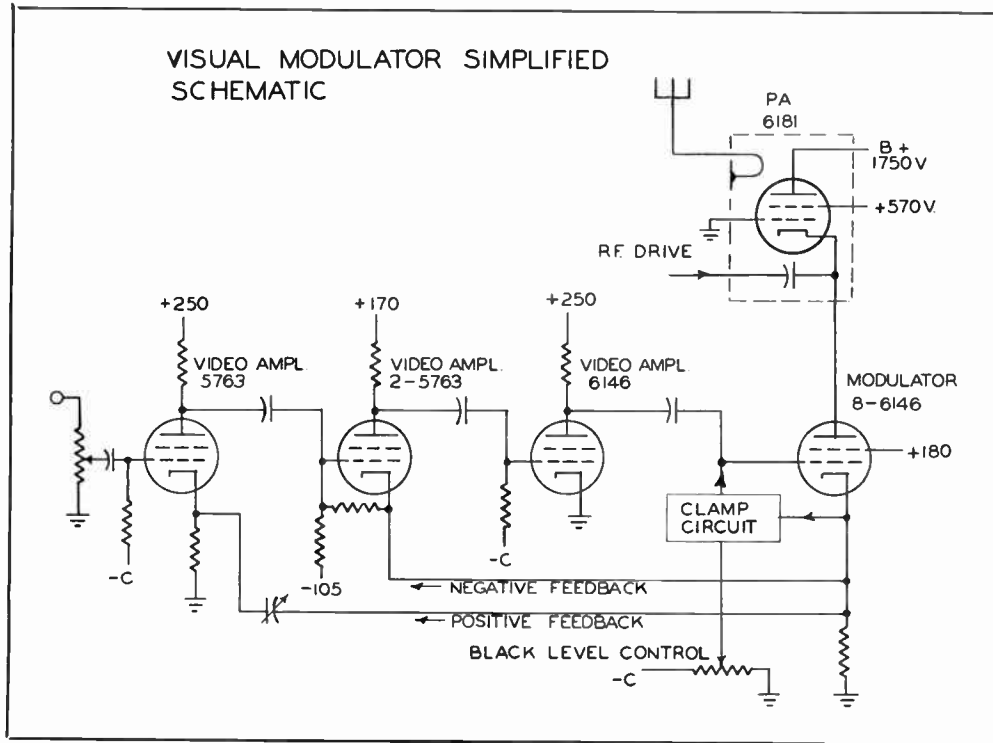 VISUAL MODULATOR SIMPLIFIED
SCHEMATIC
PA
6181
B +
1750 V
+570V.
R.F. DRIVE
+250
+170
+250
VIDEO AMPL.
5763
VIDEO AMPL.
2-5763
VIDEO AMPL.
6146
MODULATOR
8-6146
+180
CLAMP
CIRCUIT
-C
-105
-C
NEGATIVE FEEDBACK
POSITIVE FEEDBACK
BLACK LEVEL CONTROL
-C